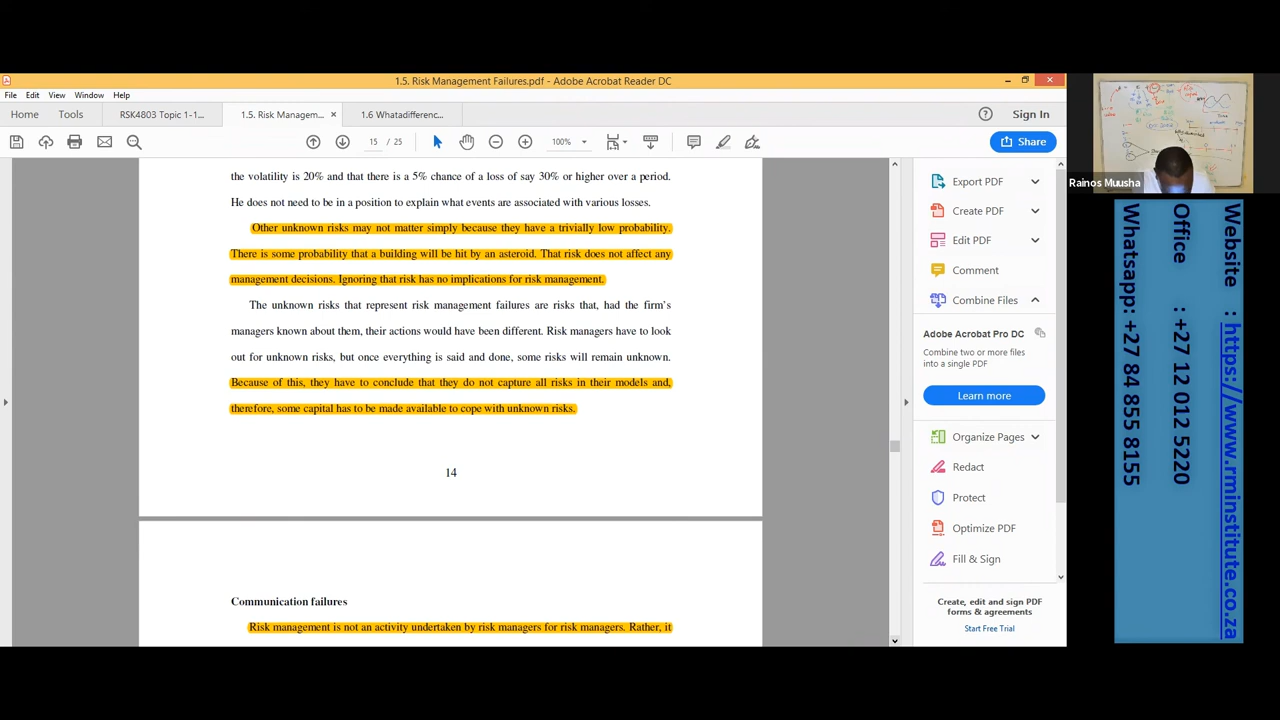 1.5. Risk Management Failures.pdf - Adobe Acrobat Reader DC
File Edit View Window Help
Home Tools RSK4803 Topic 1-1... 1.5. Risk Managem... × 1.6 Whatadifferenc... Sign In
15 / 25 100% Share
the volatility is 20% and that there is a 5% chance of a loss of say 30% or higher over a period.
He does not need to be in a position to explain what events are associated with various losses.
Other unknown risks may not matter simply because they have a trivially low probability.
There is some probability that a building will be hit by an asteroid. That risk does not affect any
management decisions. Ignoring that risk has no implications for risk management.
The unknown risks that represent risk management failures are risks that, had the firm's
managers known about them, their actions would have been different. Risk managers have to look
out for unknown risks, but once everything is said and done, some risks will remain unknown.
Because of this, they have to conclude that they do not capture all risks in their models and,
therefore, some capital has to be made available to cope with unknown risks.
14
Communication failures
Risk management is not an activity undertaken by risk managers for risk managers. Rather, it
Export PDF
Create PDF
Edit PDF
Comment
Combine Files
Adobe Acrobat Pro DC
Combine two or more files
into a single PDF
Learn more
Organize Pages
Redact
Protect
Optimize PDF
Fill & Sign
Create, edit and sign PDF
forms & agreements
Start Free Trial
Rainos Muusha
Website : https://www.rminstitute.co.za
Office : +27 12 012 5220
Whatsapp: +27 84 855 8155